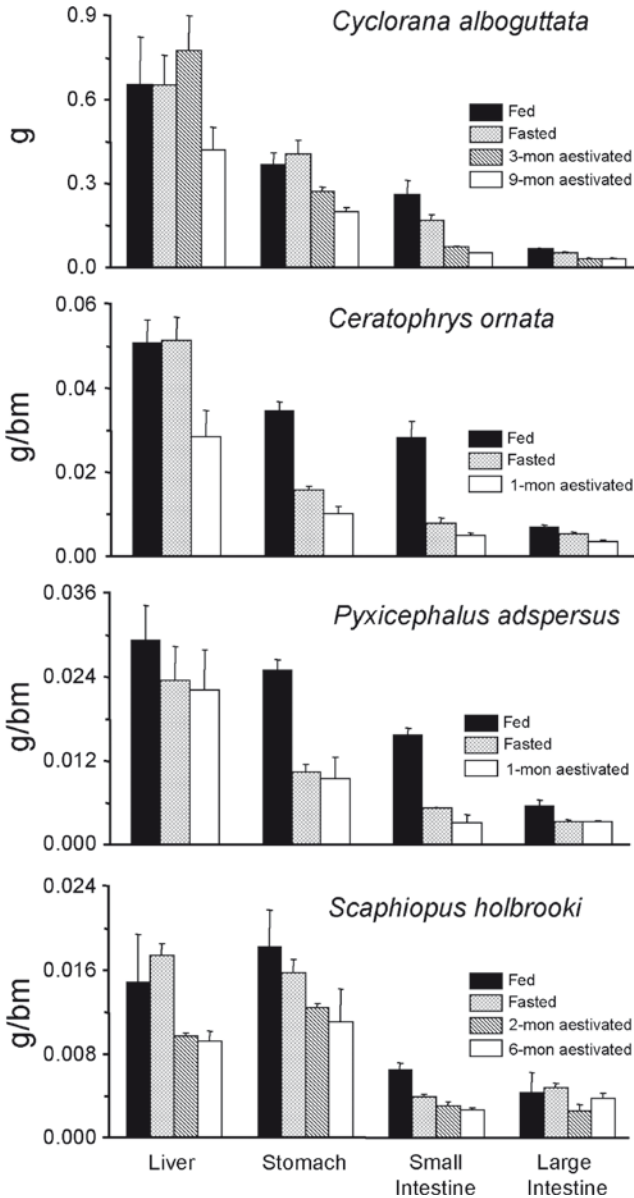 Cyclorana alboguttata
g
0.9
0.6
0.3
0.0
Fed
Fasted
3-mon aestivated
9-mon aestivated
Ceratophrys ornata
g/bm
0.06
0.04
0.02
0.00
Fed
Fasted
1-mon aestivated
Pyxicephalus adspersus
g/bm
0.036
0.024
0.012
0.000
Fed
Fasted
1-mon aestivated
Scaphiopus holbrooki
g/bm
0.024
0.016
0.008
0.000
Fed
Fasted
2-mon aestivated
6-mon aestivated
Liver
Stomach
Small
Intestine
Large
Intestine